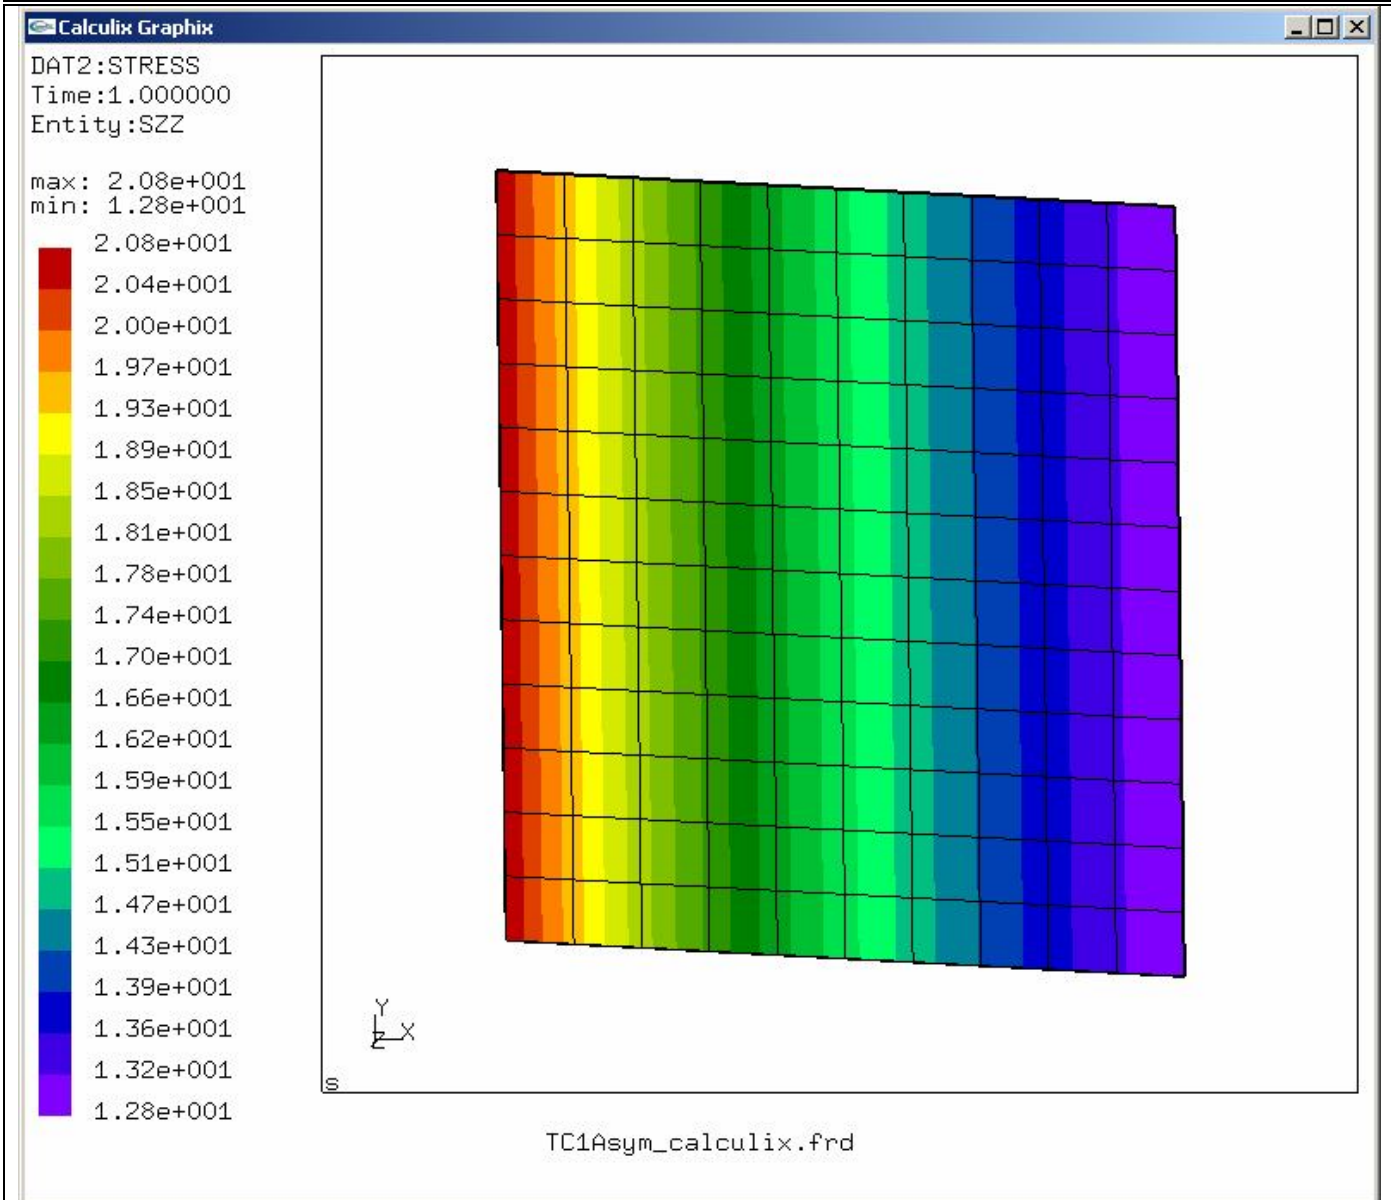 Calculix Graphix
DAT2:STRESS
Time:1.000000
Entity:SZZ
max: 2.08e+001
min: 1.28e+001
2.08e+001
2.04e+001
2.00e+001
1.97e+001
1.93e+001
1.89e+001
1.85e+001
1.81e+001
1.78e+001
1.74e+001
1.70e+001
1.66e+001
1.62e+001
1.59e+001
1.55e+001
1.51e+001
1.47e+001
1.43e+001
1.39e+001
1.36e+001
1.32e+001
1.28e+001
Y
Z X
s
TC1Asym_calculix.frd